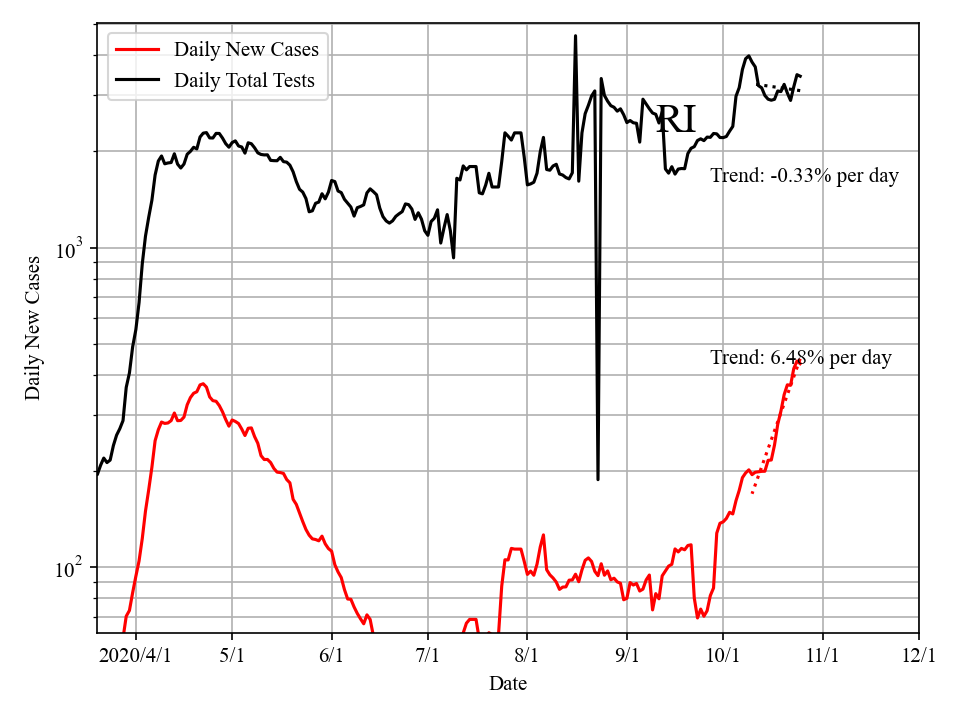 Daily New Cases
Daily Total Tests
RI
Trend: -0.33% per day
Trend: 6.48% per day
10³
10²
Daily New Cases
2020/4/1 5/1 6/1 7/1 8/1 9/1 10/1 11/1 12/1
Date